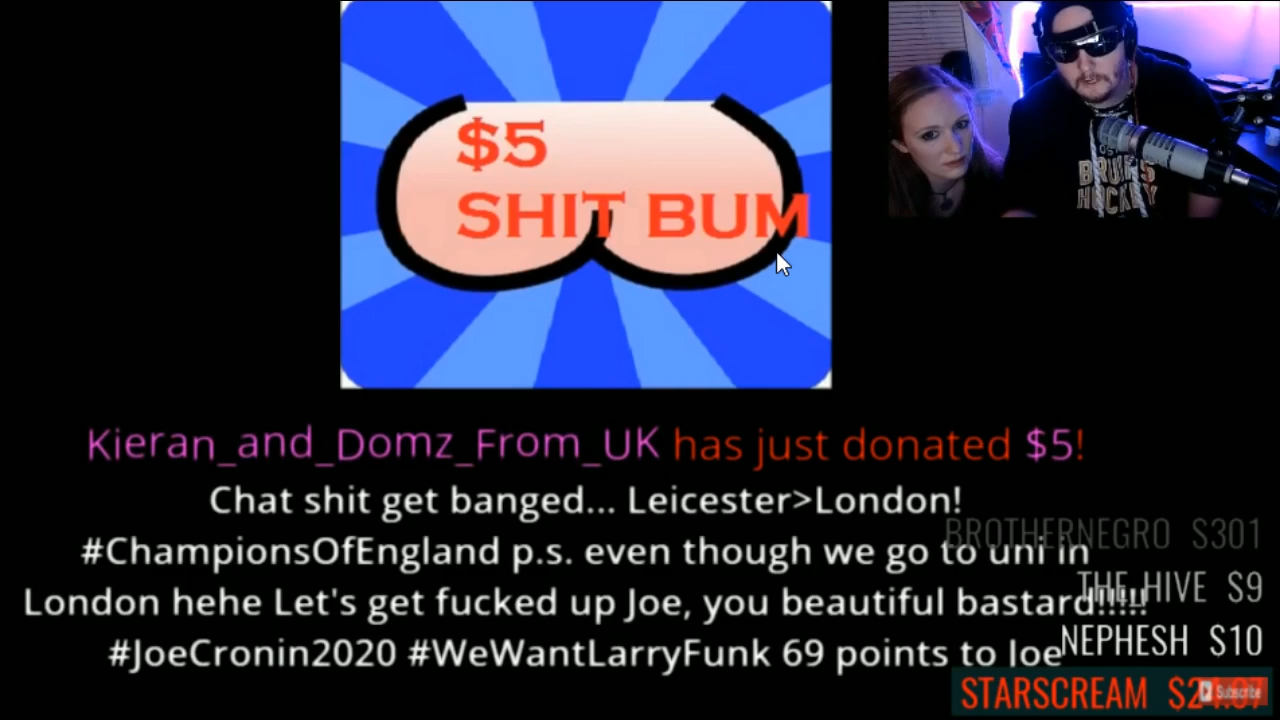 $5
SHIT BUM
BRUINS
HOCKEY
Kieran_and_Domz_From_UK has just donated $5!
Chat shit get banged... Leicester>London!
#ChampionsOfEngland p.s. even though we go to uni in
London hehe Let's get fucked up Joe, you beautiful bastard!!!!!
#JoeCronin2020 #WeWantLarryFunk 69 points to Joe
BROTHERNEGRO $301
THE HIVE $9
NEPHESH $10
STARSCREAM
Subscribe